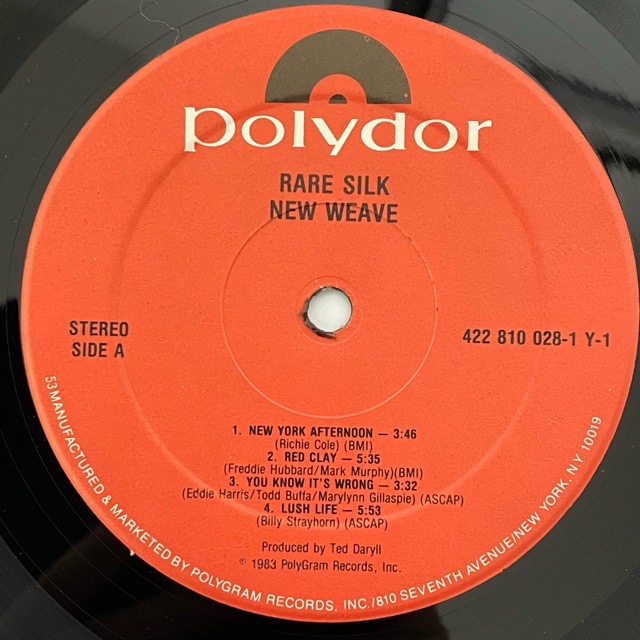 polydor
RARE SILK
NEW WEAVE
STEREO
SIDE A
422 810 028-1 Y-1
1. NEW YORK AFTERNOON — 3:46
(Richie Cole) (BMI)
2. RED CLAY — 5:35
(Freddie Hubbard/Mark Murphy)(BMI)
3. YOU KNOW IT'S WRONG — 3:32
(Eddie Harris/Todd Buffa/Marylynn Gillaspie) (ASCAP)
4. LUSH LIFE — 5:53
(Billy Strayhorn) (ASCAP)
Produced by Ted Daryll
℗ 1983 PolyGram Records, Inc.
53 MANUFACTURED & MARKETED BY POLYGRAM RECORDS, INC./810 SEVENTH AVENUE/NEW YORK, N.Y. 10019